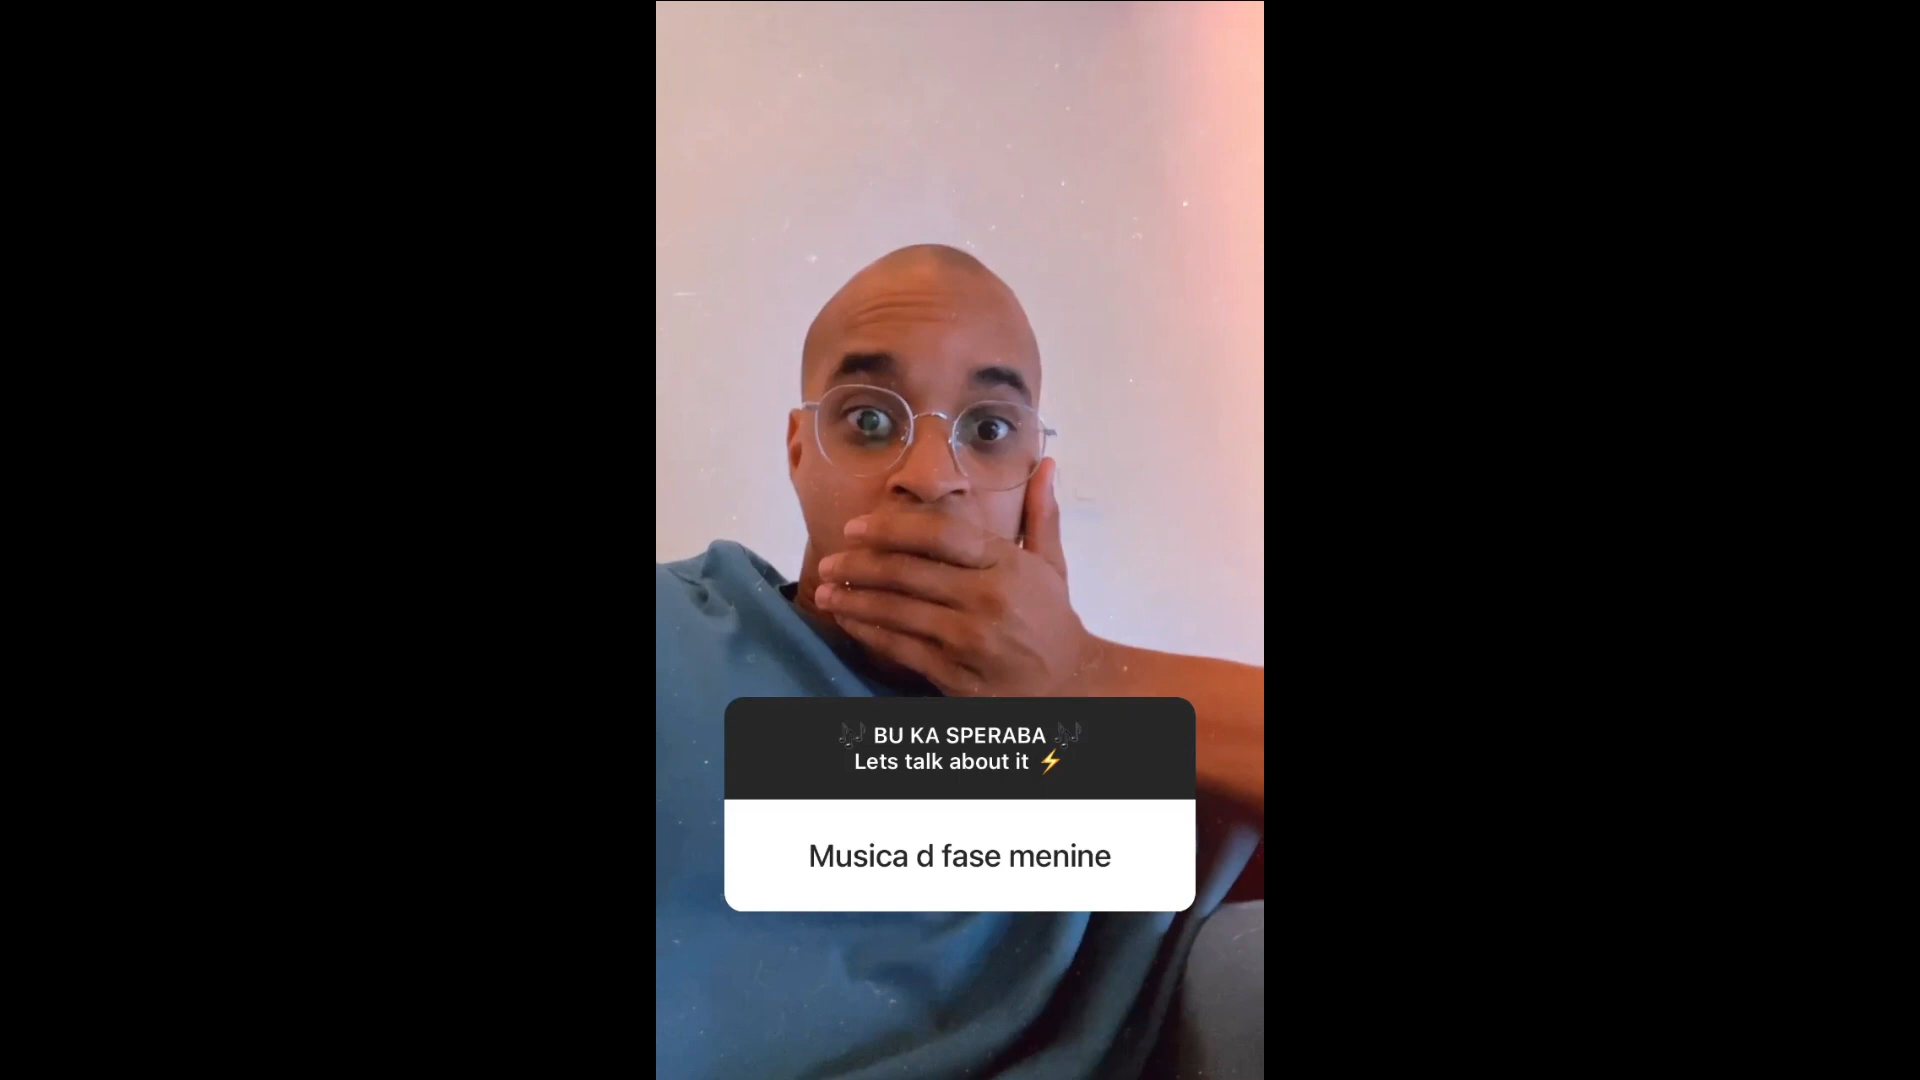 🎶 BU KA SPERABA 🎶
Lets talk about it ⚡
Musica d fase menine